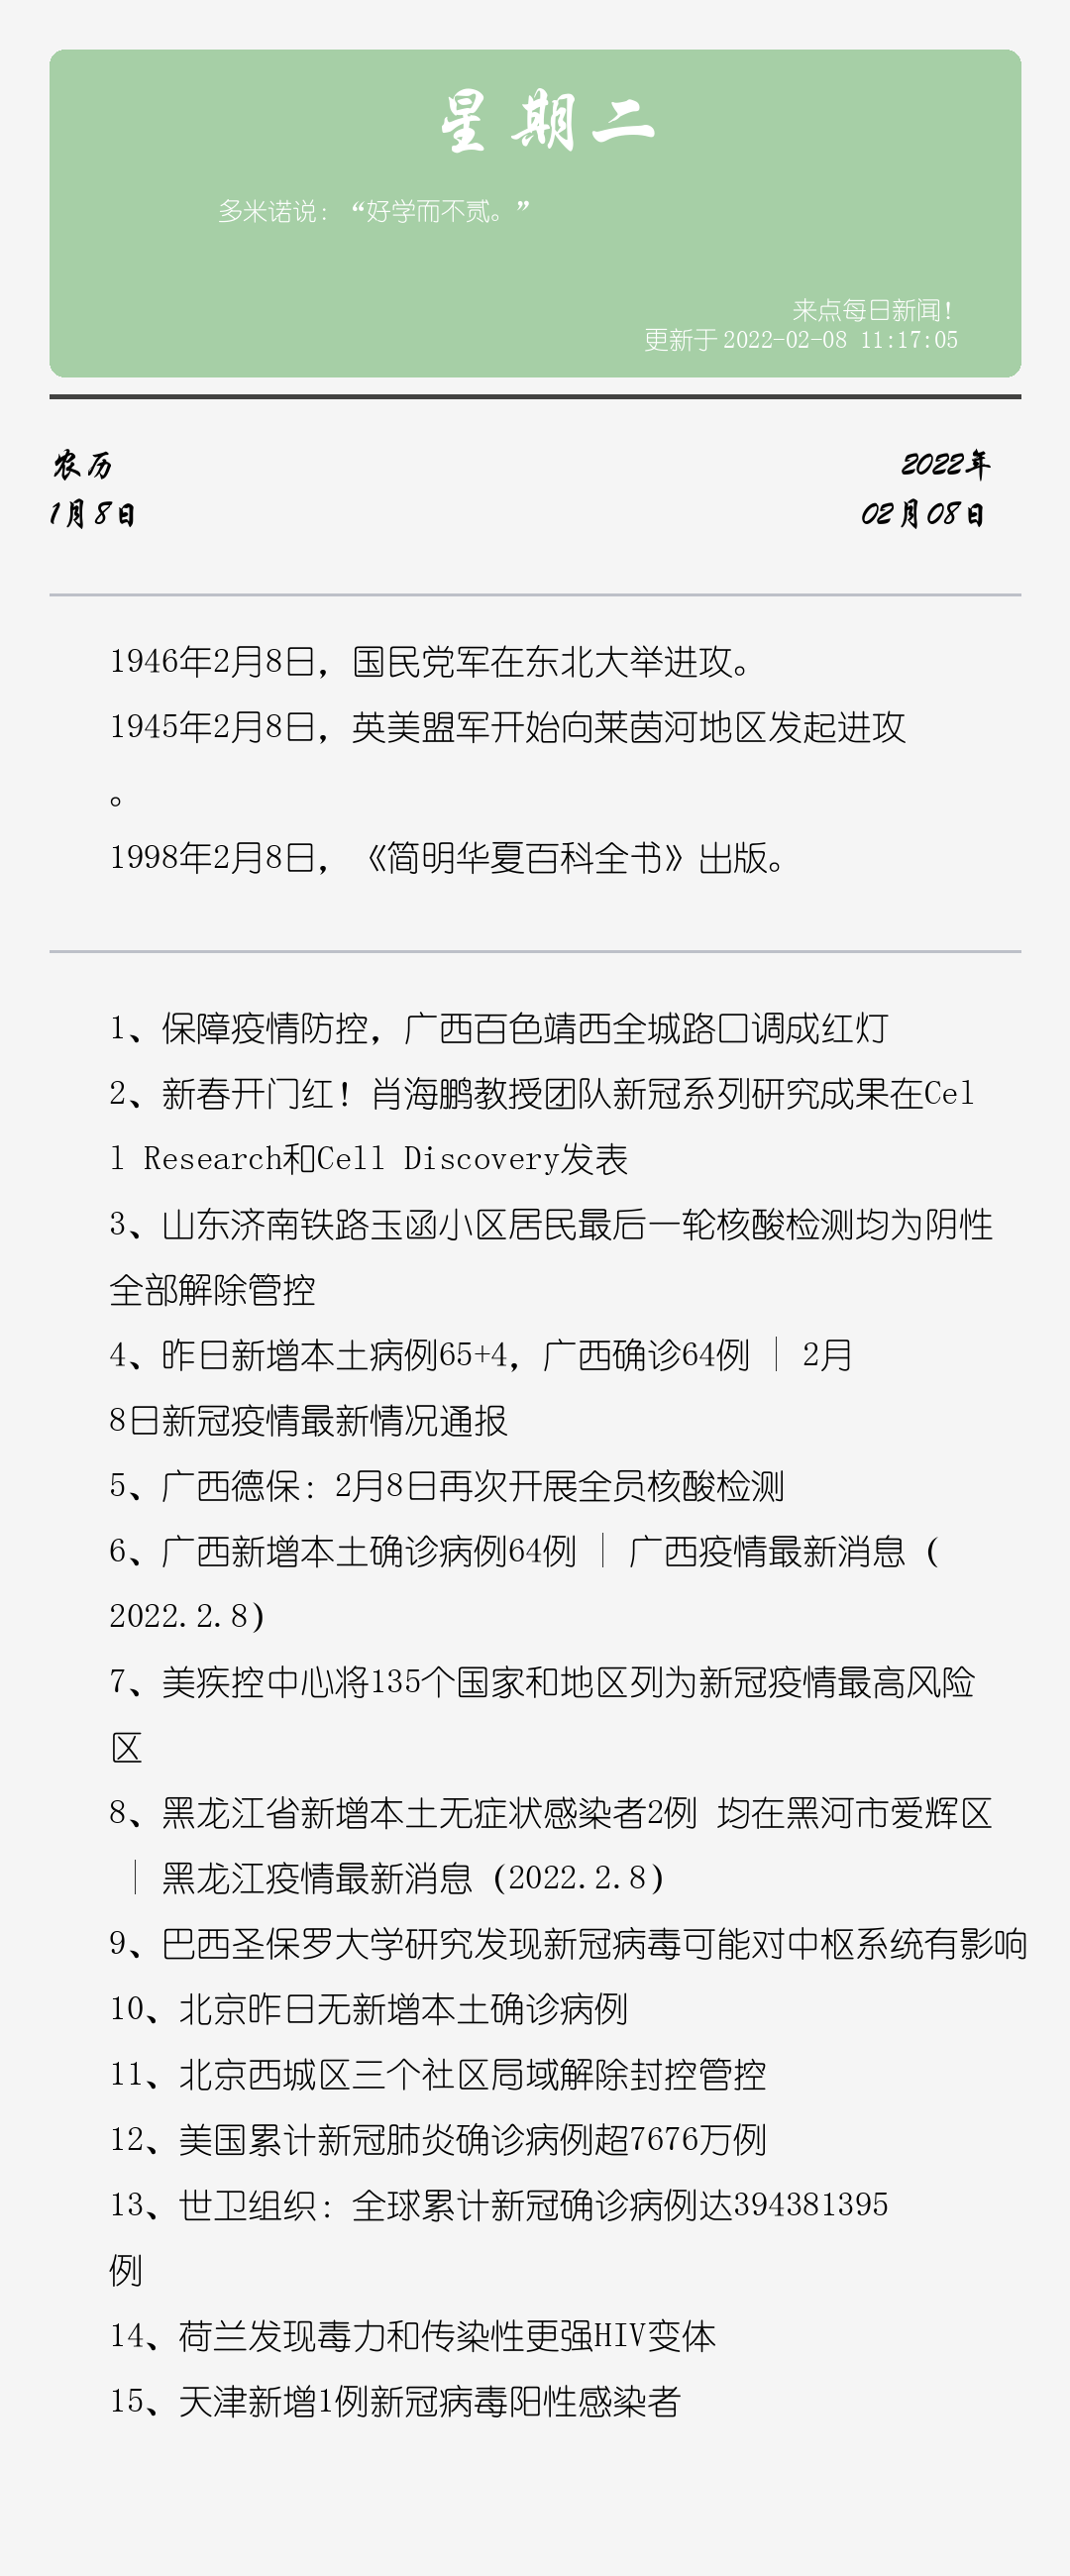 星期二
多米诺说：“好学而不贰。”
来点每日新闻！
更新于2022-02-08 11:17:05
农历
2022年
1月8日
02月08日
1946年2月8日，国民党军在东北大举进攻。
1945年2月8日，英美盟军开始向莱茵河地区发起进攻
。
1998年2月8日，《简明华夏百科全书》出版。
1、保障疫情防控，广西百色靖西全城路口调成红灯
2、新春开门红！肖海鹏教授团队新冠系列研究成果在Cel
l Research和Cell Discovery发表
3、山东济南铁路玉函小区居民最后一轮核酸检测均为阴性
全部解除管控
4、昨日新增本土病例65+4，广西确诊64例 | 2月
8日新冠疫情最新情况通报
5、广西德保：2月8日再次开展全员核酸检测
6、广西新增本土确诊病例64例 | 广西疫情最新消息（
2022.2.8）
7、美疾控中心将135个国家和地区列为新冠疫情最高风险
区
8、黑龙江省新增本土无症状感染者2例 均在黑河市爱辉区
| 黑龙江疫情最新消息（2022.2.8）
9、巴西圣保罗大学研究发现新冠病毒可能对中枢系统有影响
10、北京昨日无新增本土确诊病例
11、北京西城区三个社区局域解除封控管控
12、美国累计新冠肺炎确诊病例超7676万例
13、世卫组织：全球累计新冠确诊病例达394381395
例
14、荷兰发现毒力和传染性更强HIV变体
15、天津新增1例新冠病毒阳性感染者